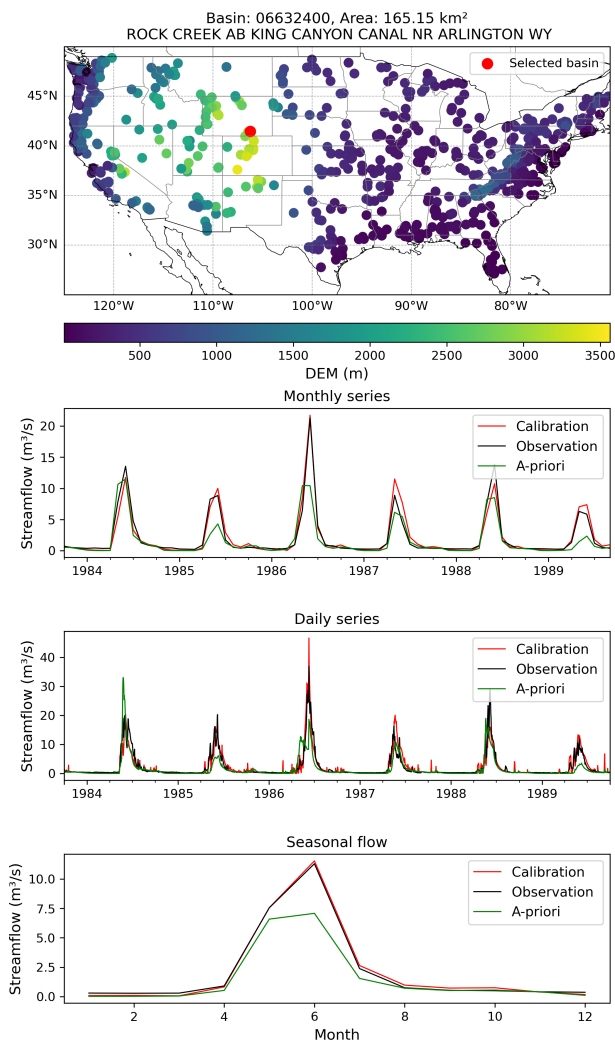 Basin: 06632400, Area: 165.15 km²
ROCK CREEK AB KING CANYON CANAL NR ARLINGTON WY
Selected basin
45°N
40°N
35°N
30°N
120°W 110°W 100°W 90°W 80°W
500 1000 1500 2000 2500 3000 3500
DEM (m)
Monthly series
Streamflow (m³/s)
20
15
10
5
0
Calibration
Observation
A-priori
1984 1985 1986 1987 1988 1989
Daily series
Streamflow (m³/s)
40
30
20
10
0
Calibration
Observation
A-priori
1984 1985 1986 1987 1988 1989
Seasonal flow
Streamflow (m³/s)
10.0
7.5
5.0
2.5
0.0
Calibration
Observation
A-priori
2 4 6 8 10 12
Month